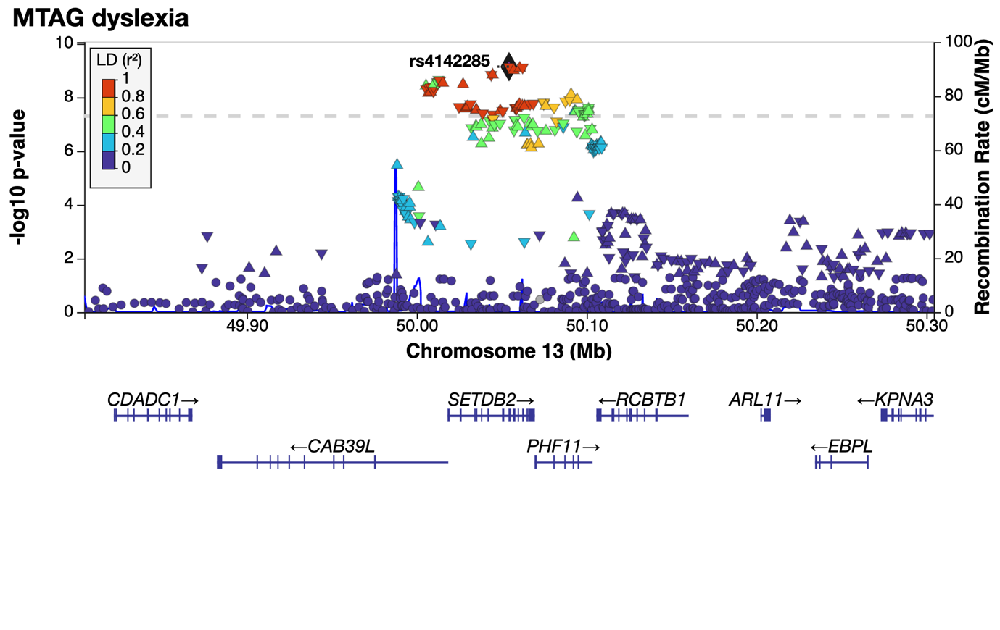 MTAG dyslexia
-log10 p-value
10
8
6
4
2
0
LD (r²)
1
0.8
0.6
0.4
0.2
0
rs4142285
100
80
60
40
20
0
Recombination Rate (cM/Mb)
49.90 50.00 50.10 50.20 50.30
Chromosome 13 (Mb)
CDADC1→ SETDB2→ ←RCBTB1 ARL11→ ←KPNA3
←CAB39L PHF11→ ←EBPL